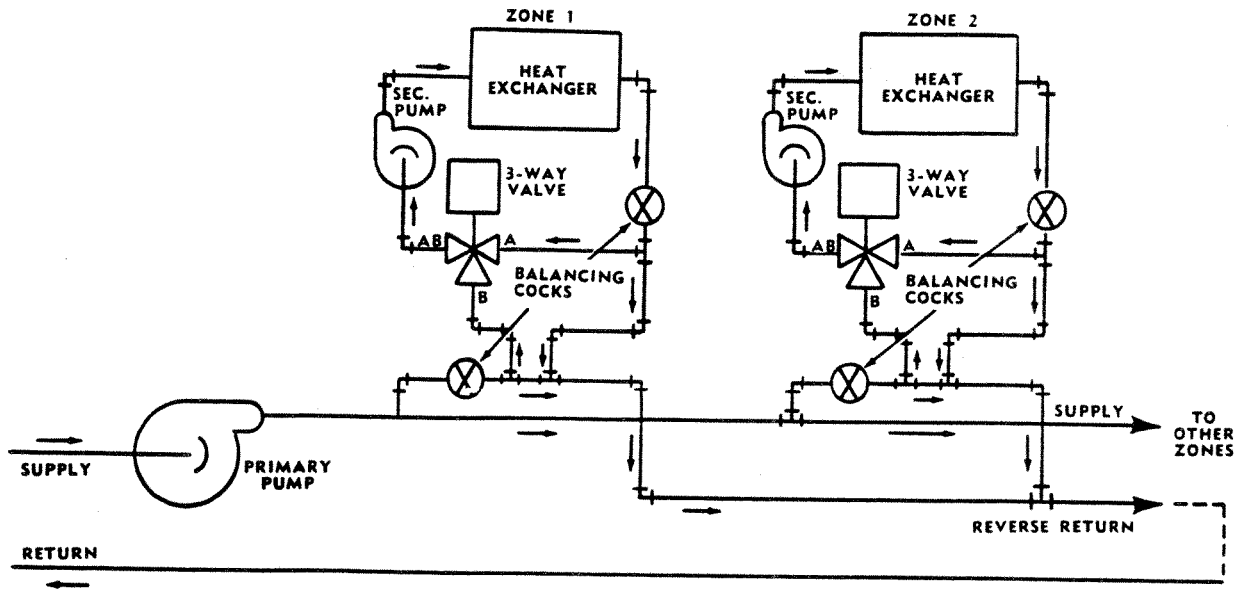 ZONE 1
HEAT
EXCHANGER
SEC.
PUMP
3-WAY
VALVE
AB
A
B
BALANCING
COCKS
ZONE 2
HEAT
EXCHANGER
SEC.
PUMP
3-WAY
VALVE
AB
A
B
BALANCING
COCKS
SUPPLY
TO
OTHER
ZONES
SUPPLY
PRIMARY
PUMP
REVERSE RETURN
RETURN